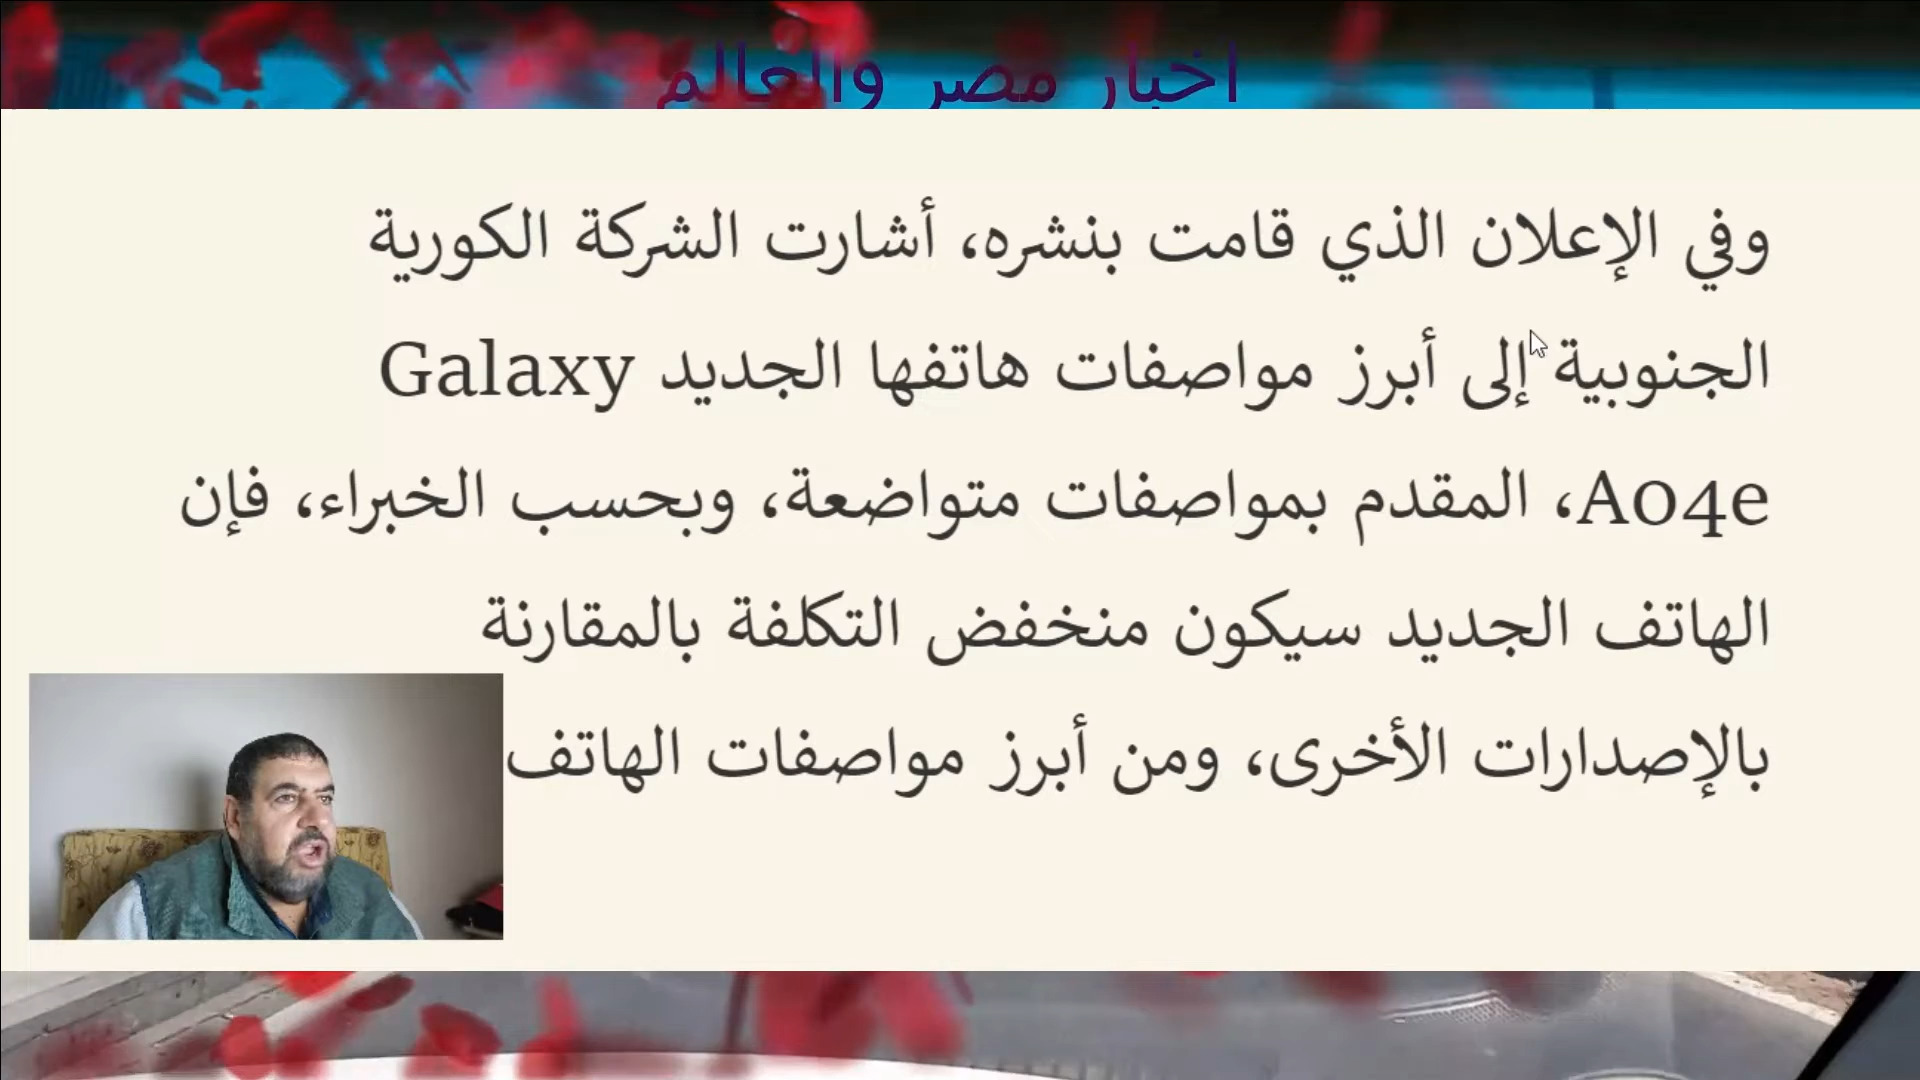 اخبار مصر والعالم
وفي الإعلان الذي قامت بنشره، أشارت الشركة الكورية
الجنوبية إلى أبرز مواصفات هاتفها الجديد Galaxy
A04e، المقدم بمواصفات متواضعة، وبحسب الخبراء، فإن
الهاتف الجديد سيكون منخفض التكلفة بالمقارنة
بالإصدارات الأخرى، ومن أبرز مواصفات الهاتف